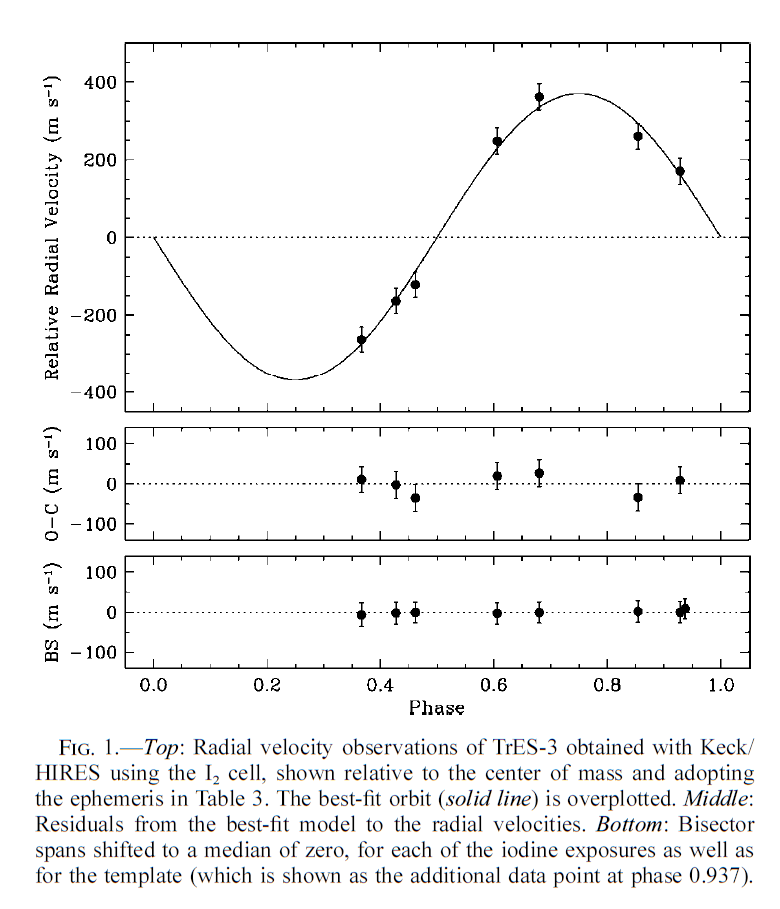 400
200
0
−200
−400
Relative Radial Velocity (m s⁻¹)
100
0
−100
O−C (m s⁻¹)
100
0
−100
BS (m s⁻¹)
0.0 0.2 0.4 0.6 0.8 1.0
Phase
FIG. 1.—Top: Radial velocity observations of TrES-3 obtained with Keck/
HIRES using the I₂ cell, shown relative to the center of mass and adopting
the ephemeris in Table 3. The best-fit orbit (solid line) is overplotted. Middle:
Residuals from the best-fit model to the radial velocities. Bottom: Bisector
spans shifted to a median of zero, for each of the iodine exposures as well as
for the template (which is shown as the additional data point at phase 0.937).